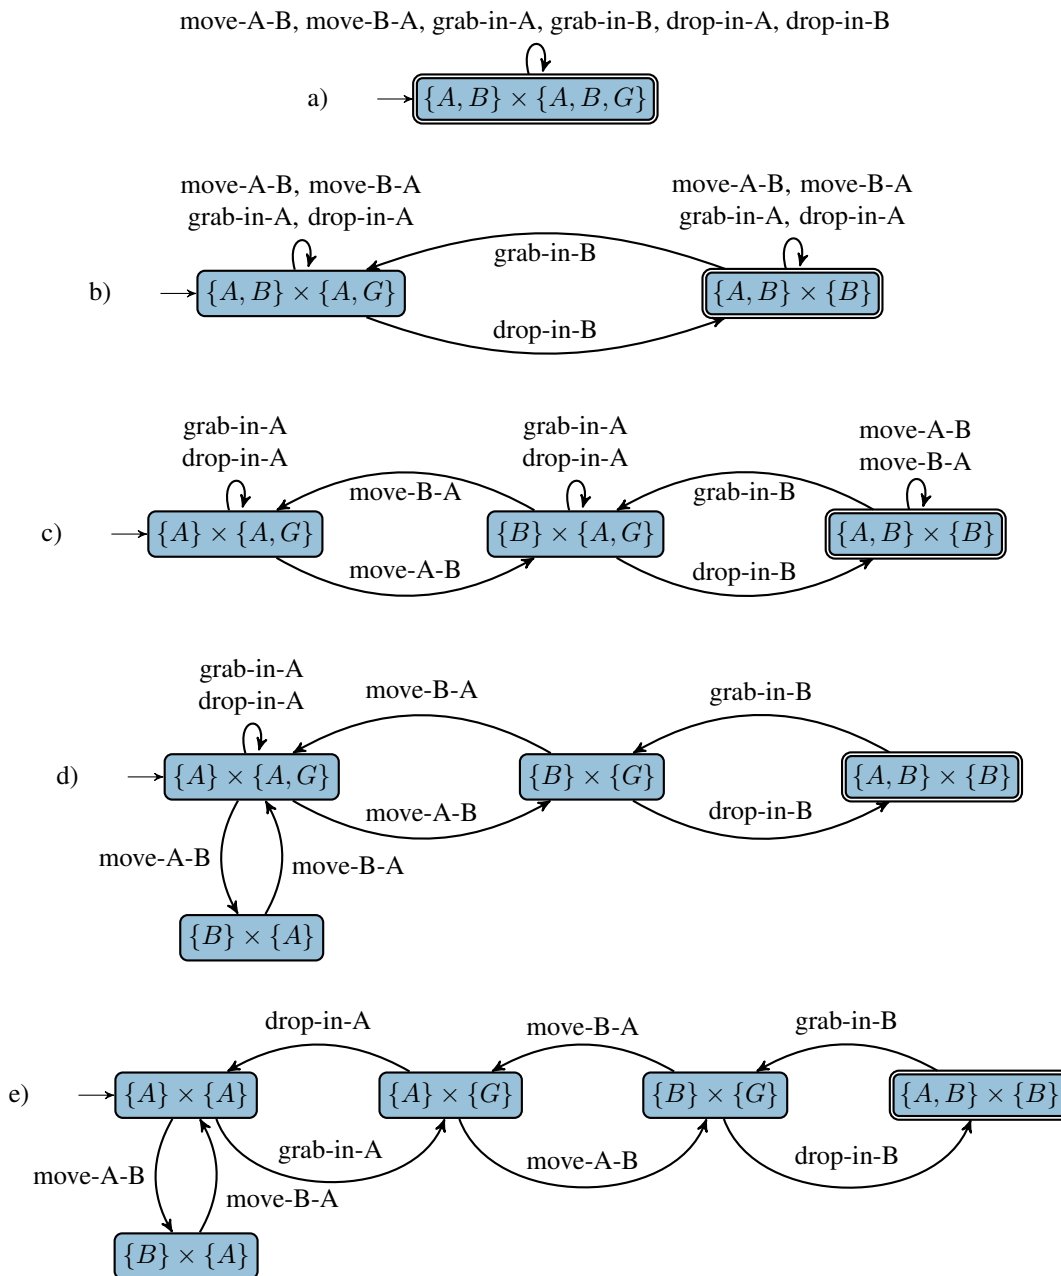 move-A-B, move-B-A, grab-in-A, grab-in-B, drop-in-A, drop-in-B
a) {A, B} × {A, B, G}
move-A-B, move-B-A
grab-in-A, drop-in-A
move-A-B, move-B-A
grab-in-A, drop-in-A
grab-in-B
b) {A, B} × {A, G} {A, B} × {B}
drop-in-B
grab-in-A
drop-in-A
grab-in-A
drop-in-A
move-A-B
move-B-A
move-B-A grab-in-B
c) {A} × {A, G} {B} × {A, G} {A, B} × {B}
move-A-B drop-in-B
grab-in-A
drop-in-A
move-B-A grab-in-B
d) {A} × {A, G} {B} × {G} {A, B} × {B}
move-A-B drop-in-B
move-A-B move-B-A
{B} × {A}
drop-in-A move-B-A grab-in-B
e) {A} × {A} {A} × {G} {B} × {G} {A, B} × {B}
grab-in-A move-A-B drop-in-B
move-A-B move-B-A
{B} × {A}